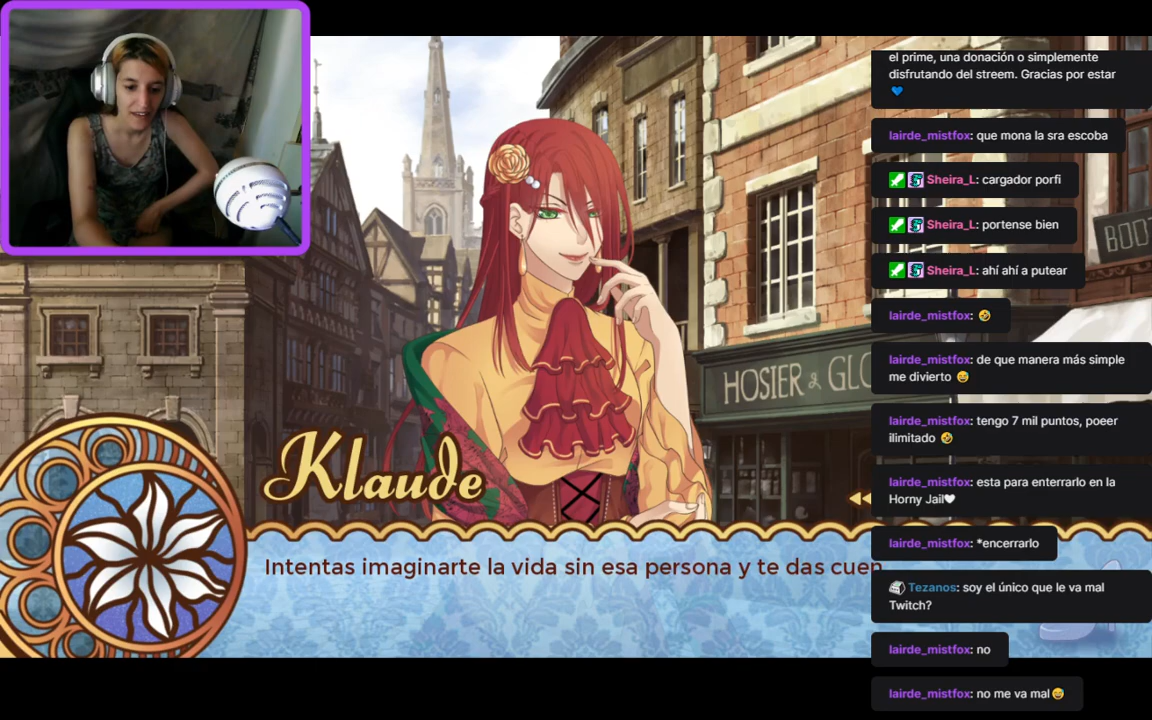 el prime, una donación o simplemente
disfrutando del streem. Gracias por estar
💙
lairde_mistfox: que mona la sra escoba
Sheira_L: cargador porfi
Sheira_L: portense bien
Sheira_L: ahí ahí a putear
lairde_mistfox: 🤣
lairde_mistfox: de que manera más simple
me divierto 😅
lairde_mistfox: tengo 7 mil puntos, poeer
ilimitado 🤣
lairde_mistfox: esta para enterrarlo en la
Horny Jail🤍
lairde_mistfox: *encerrarlo
Tezanos: soy el único que le va mal
Twitch?
lairde_mistfox: no
lairde_mistfox: no me va mal😅
BOOT
HOSIER & GLO
Klaude
Intentas imaginarte la vida sin esa persona y te das cuen